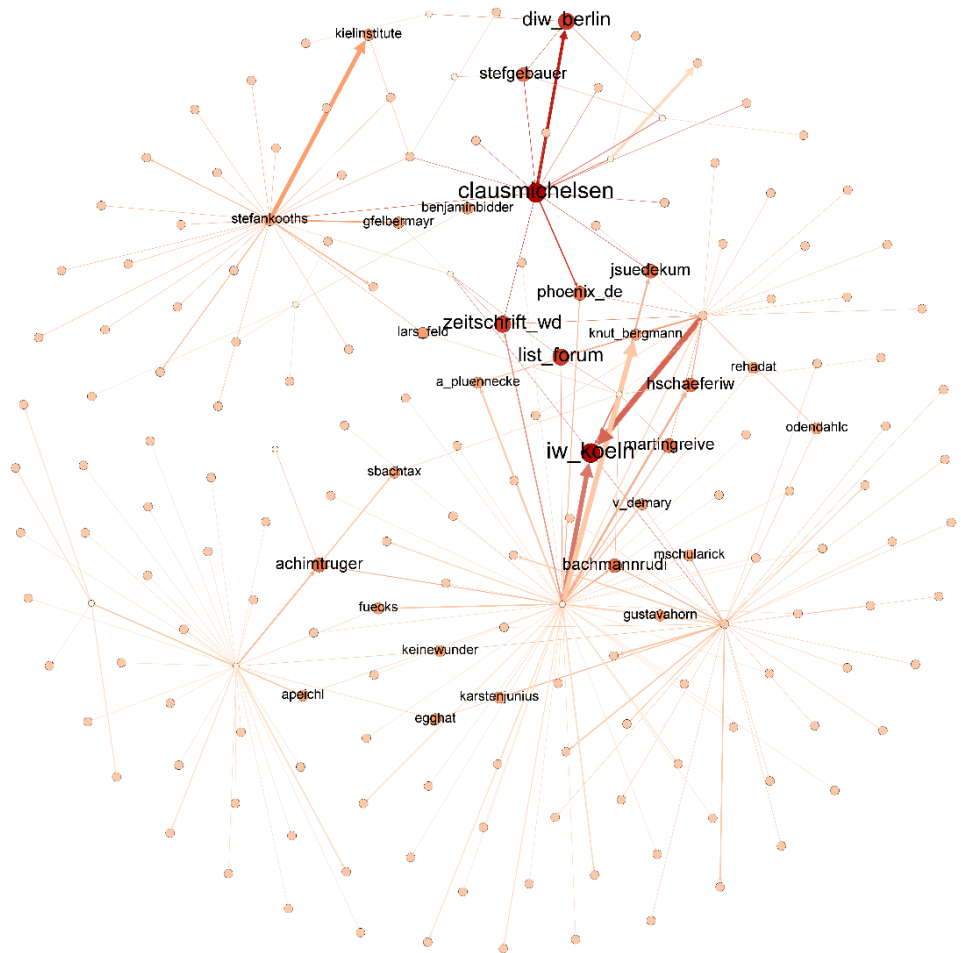 diw_berlin
kielinstitute
stefgebauer
clausmichelsen
benjaminbidder
stefankooths
gfelbermayr
jsuedekum
phoenix_de
zeitschrift_wd
lars_feld
knut_bergmann
list_forum
rehadat
a_pluennecke
hschaeferiw
odendahlc
martingreive
iw_koeln
sbachtax
v_demary
mschularick
achimtruger
bachmannrudi
fuecks
gustavahorn
keinewunder
apeichl
karstenjunius
egghat